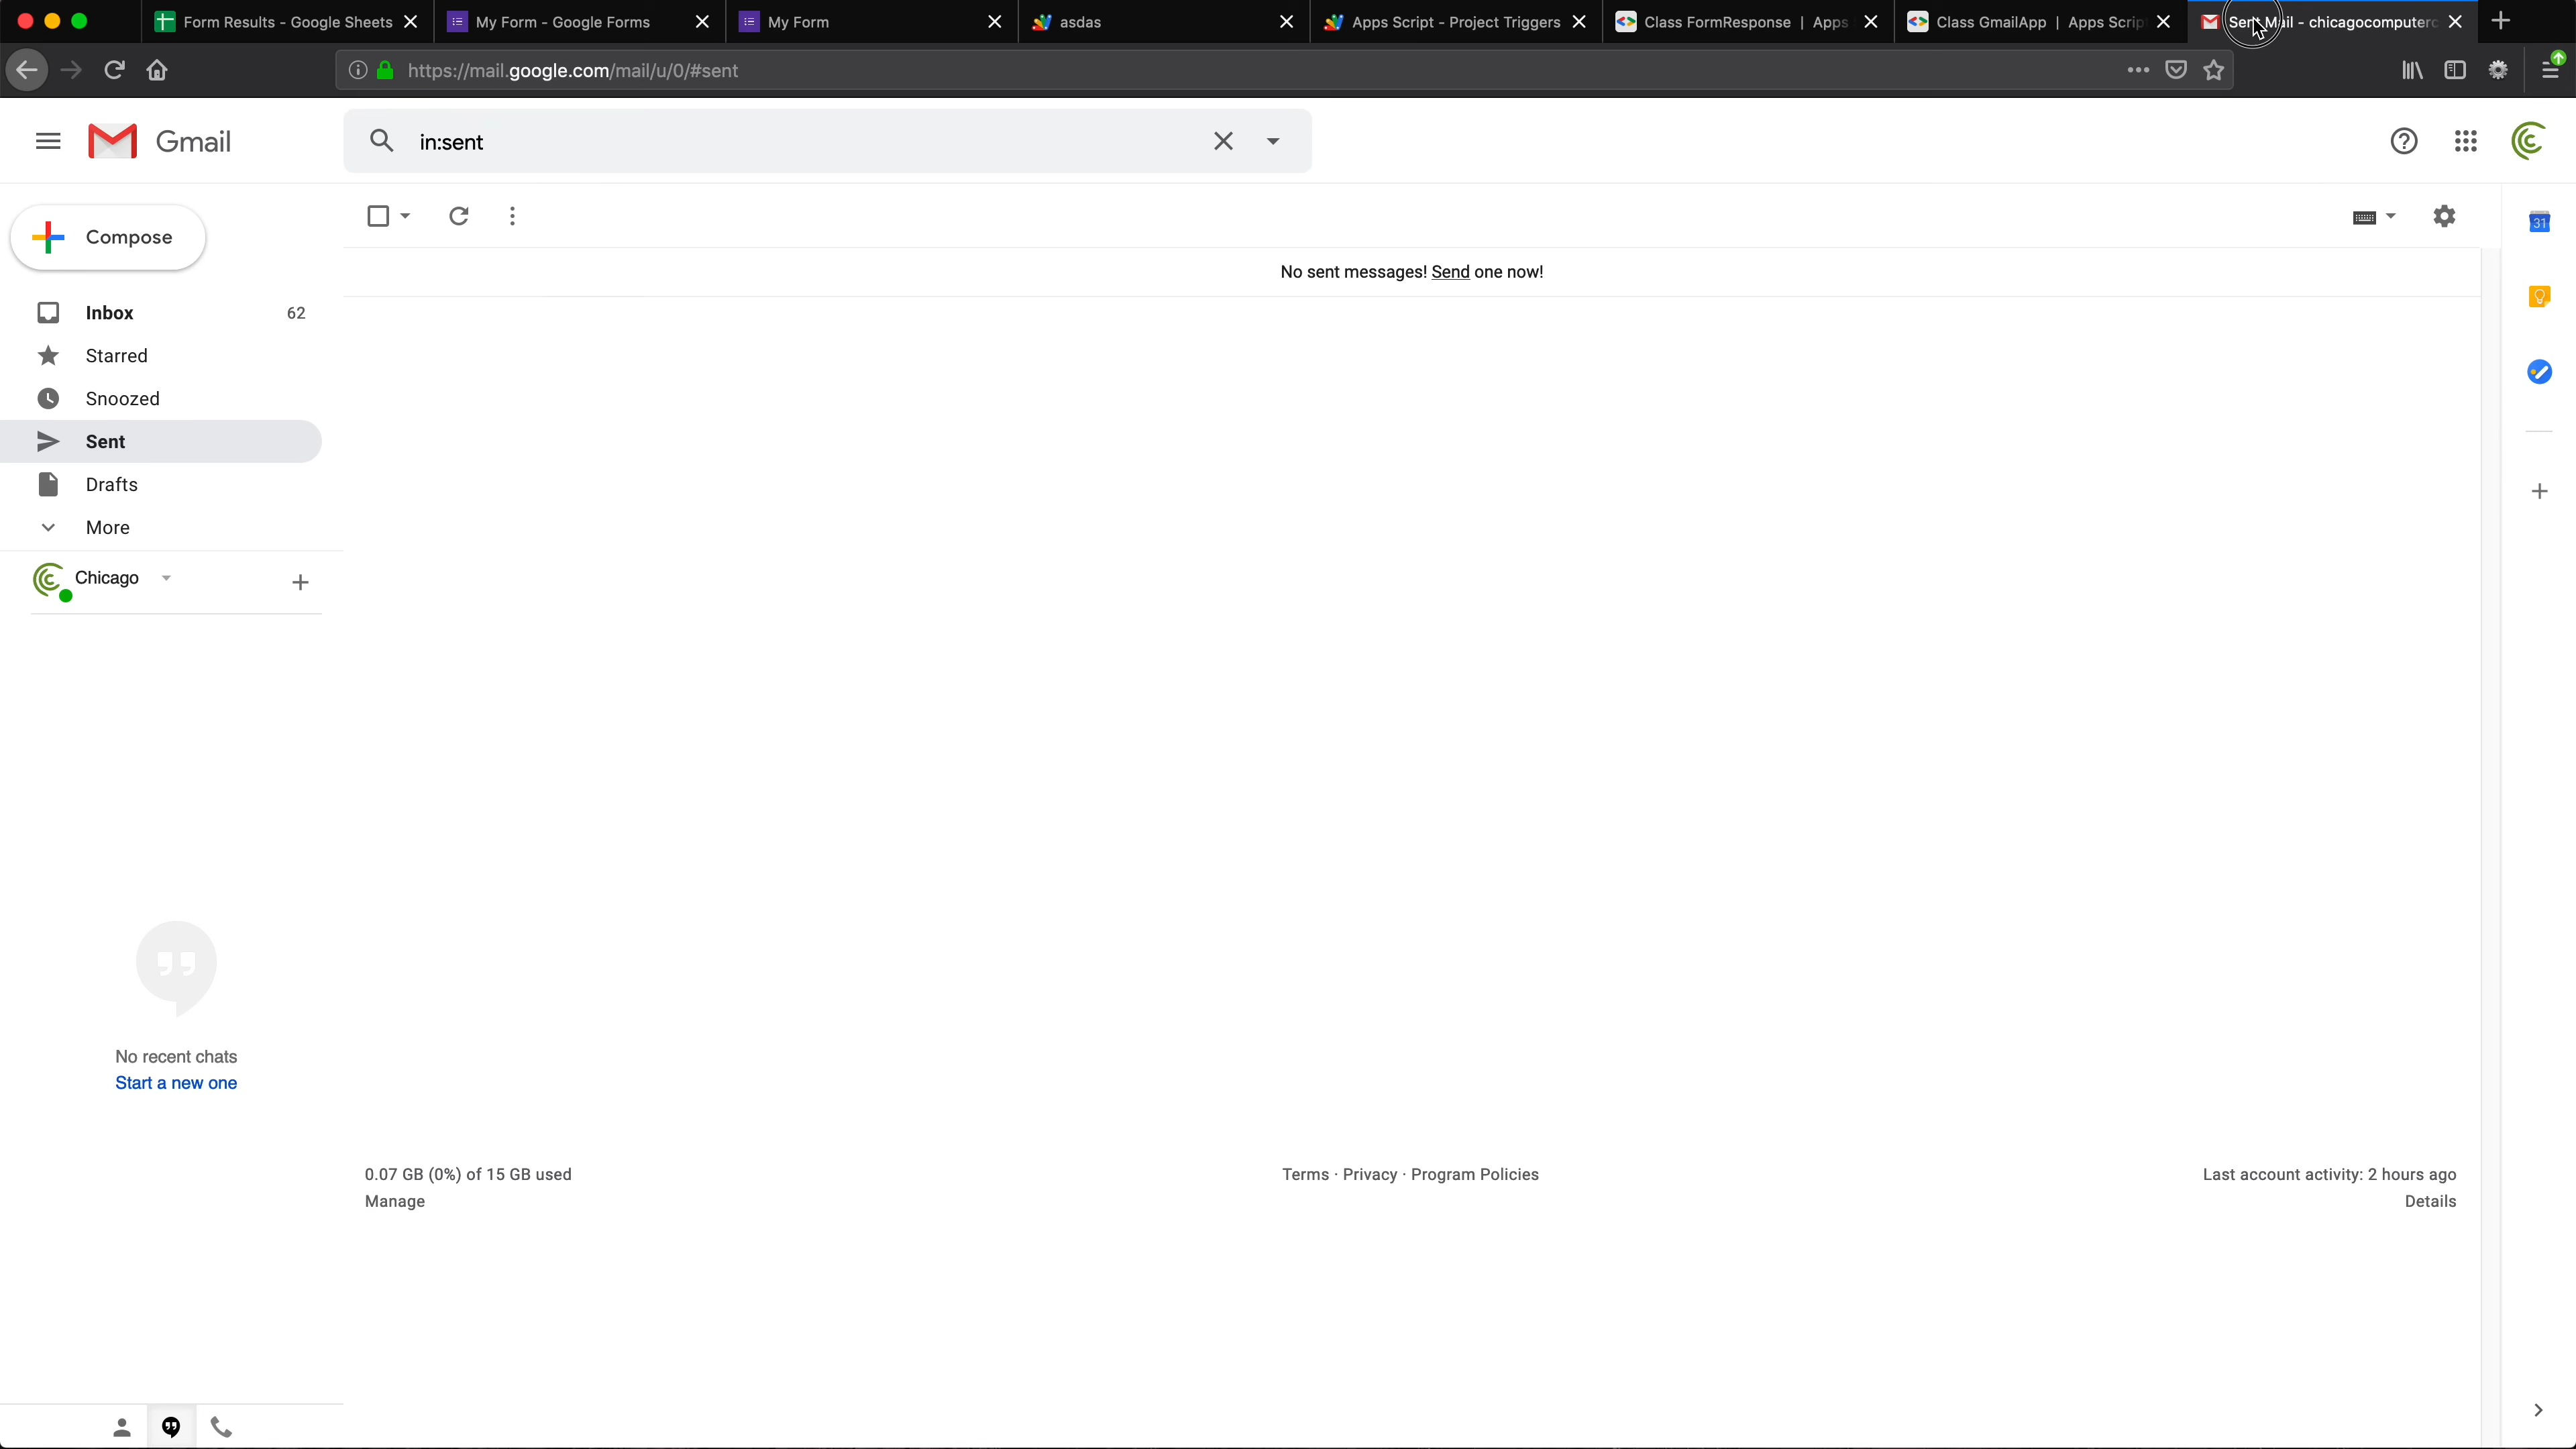 Form Results - Google Sheets
My Form - Google Forms
My Form
asdas
Apps Script - Project Triggers
Class FormResponse | Apps
Class GmailApp | Apps Scrip
Sent Mail - chicagocomputerc
https://mail.google.com/mail/u/0/#sent
Gmail
in:sent
Compose
31
No sent messages! Send one now!
Inbox 62
Starred
Snoozed
Sent
Drafts
More
Chicago
No recent chats
Start a new one
0.07 GB (0%) of 15 GB used
Manage
Terms · Privacy · Program Policies
Last account activity: 2 hours ago
Details